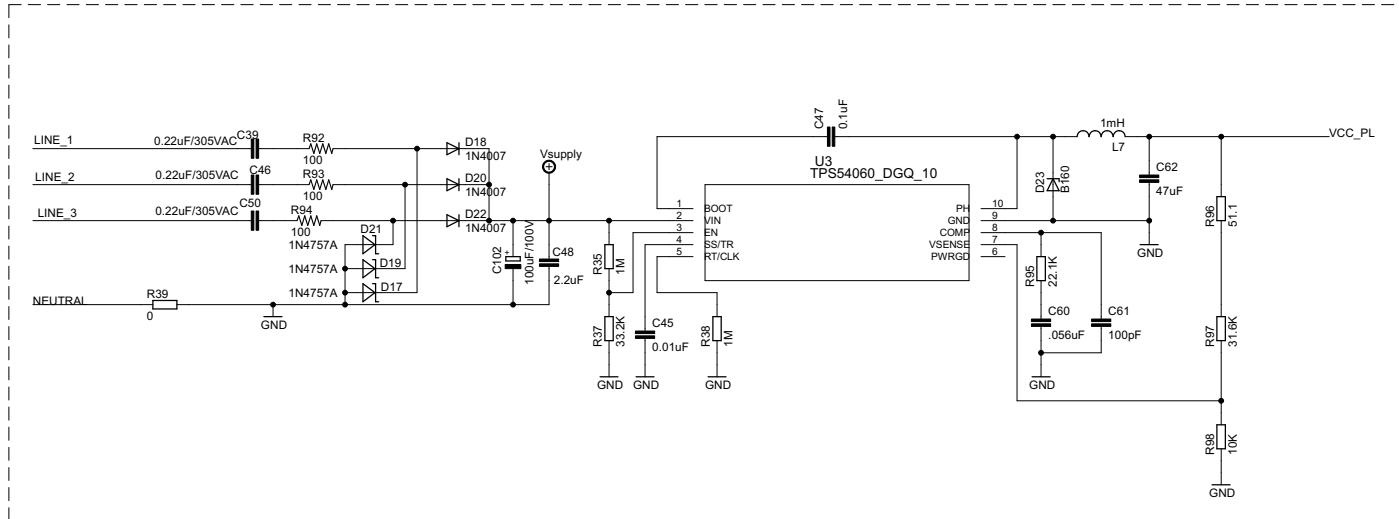 LINE_1
0.22uF/305VAC
C39
R92
100
D18
1N4007
LINE_2
0.22uF/305VAC
C46
R93
100
D20
1N4007
LINE_3
0.22uF/305VAC
C50
R94
100
D22
1N4007
1N4757A
D21
1N4757A
D19
1N4757A
D17
NEUTRAL
R39
0
GND
Vsupply
C102
+
100uF/100V
C48
2.2uF
R35
1M
R37
33.2K
GND
C45
0.01uF
GND
R38
1M
GND
C47
0.1uF
U3
TPS54060_DGQ_10
1
BOOT
2
VIN
3
EN
4
SS/TR
5
RT/CLK
PH
10
GND
9
COMP
8
VSENSE
7
PWRGD
6
D23
B160
1mH
L7
C62
47uF
GND
VCC_PL
R96
51.1
R95
22.1K
C60
.056uF
C61
100pF
GND
R97
31.6K
R98
10K
GND